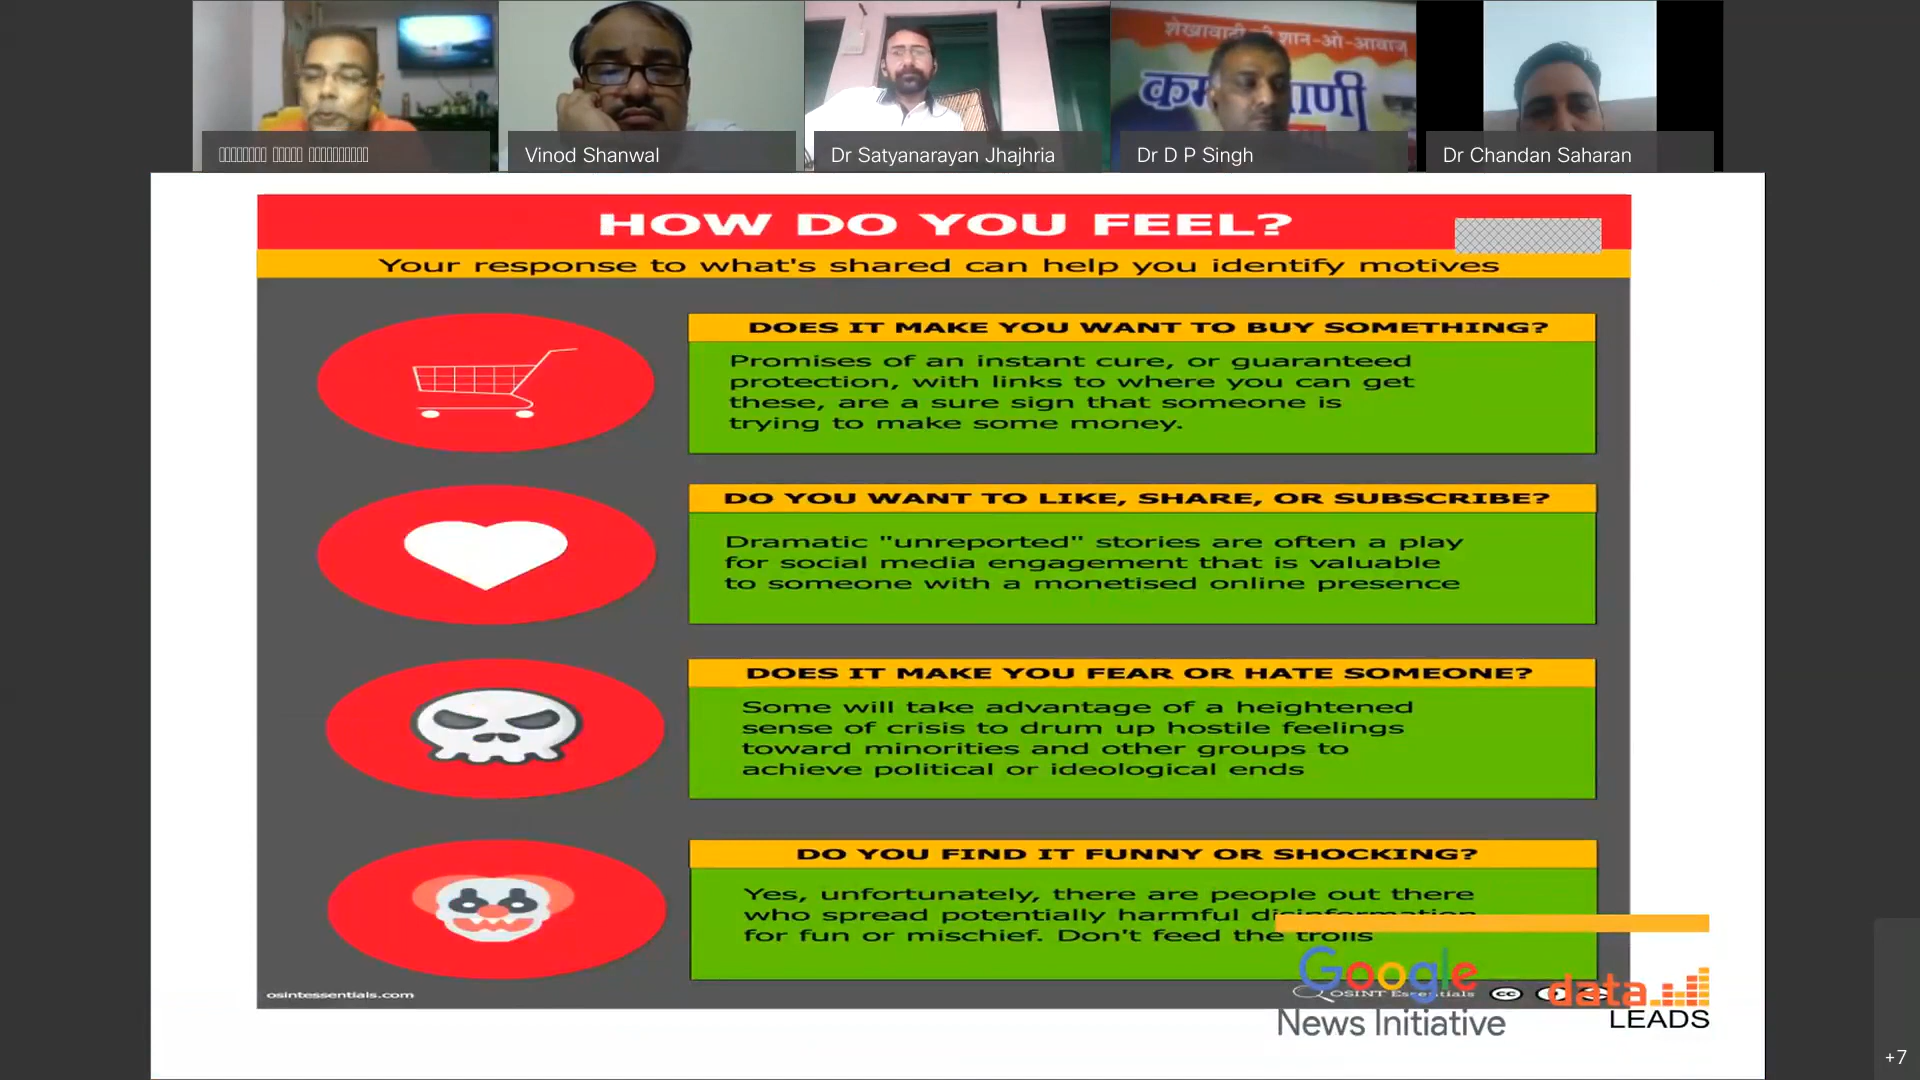 शेखावाटी की शान-ओ-आवाज
Vinod Shanwal
Dr Satyanarayan Jhajhria
Dr D P Singh
Dr Chandan Saharan
HOW DO YOU FEEL?
Your response to what's shared can help you identify motives
DOES IT MAKE YOU WANT TO BUY SOMETHING?
Promises of an instant cure, or guaranteed
protection, with links to where you can get
these, are a sure sign that someone is
trying to make some money.
DO YOU WANT TO LIKE, SHARE, OR SUBSCRIBE?
Dramatic "unreported" stories are often a play
for social media engagement that is valuable
to someone with a monetised online presence
DOES IT MAKE YOU FEAR OR HATE SOMEONE?
Some will take advantage of a heightened
sense of crisis to drum up hostile feelings
toward minorities and other groups to
achieve political or ideological ends
DO YOU FIND IT FUNNY OR SHOCKING?
Yes, unfortunately, there are people out there
who spread potentially harmful disinformation
for fun or mischief. Don't feed the trolls
osintessentials.com
OSINT Essentials
cc
Google
News Initiative
data
LEADS
+7